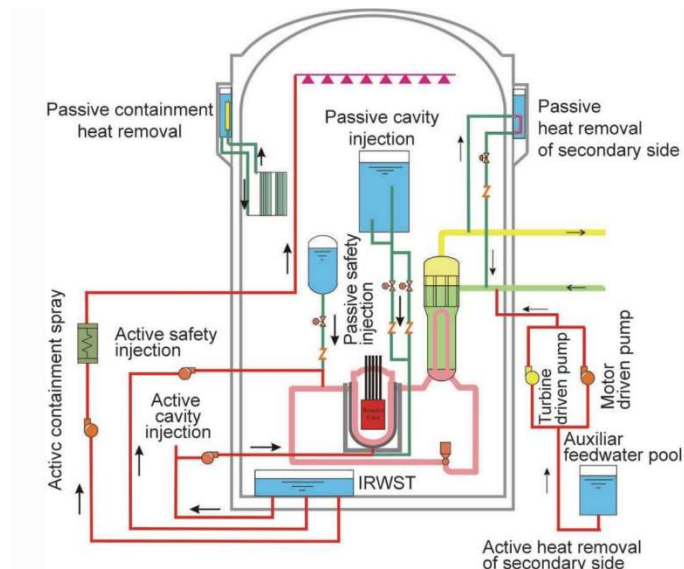 Passive containment
heat removal
Passive cavity
injection
Passive
heat removal
of secondary side
Passive safety
injection
Active safety
injection
Activc containment spray
Active
cavity
injection
IRWST
Turbine
driven pump
Motor
driven pump
Auxiliar
feedwater pool
Active heat removal
of secondary side